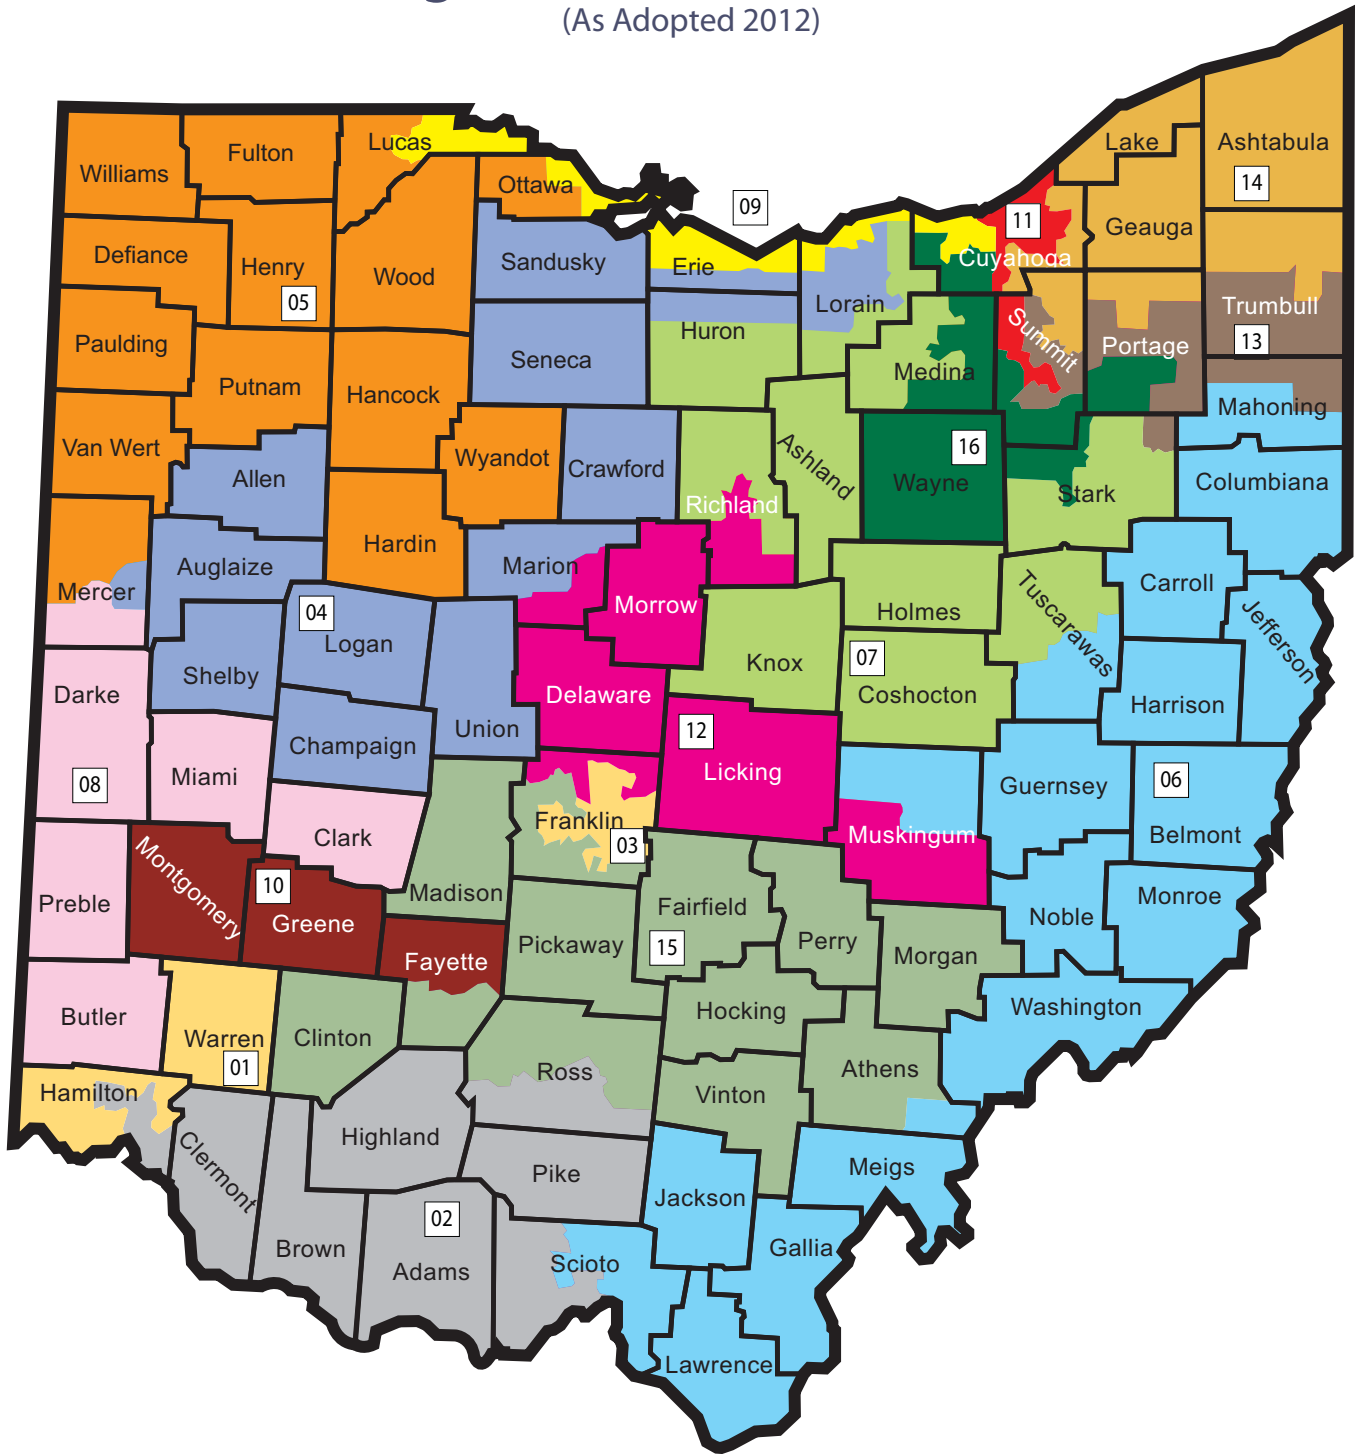 (As Adopted 2012)
Williams
Fulton
Lucas
Ottawa
09
Lake
Ashtabula
14
11
Geauga
Defiance
Henry
05
Wood
Sandusky
Erie
Cuyahoga
Lorain
Trumbull
13
Paulding
Putnam
Hancock
Seneca
Huron
Medina
Summit
Portage
Mahoning
Van Wert
Allen
Wyandot
Crawford
Richland
Ashland
Wayne
16
Stark
Columbiana
Mercer
Auglaize
Hardin
Marion
Morrow
Holmes
Tuscarawas
Carroll
Jefferson
04
Logan
Shelby
Darke
Union
Delaware
Knox
07
Coshocton
Harrison
Champaign
08
Miami
12
Licking
Guernsey
06
Belmont
Clark
Franklin
03
Muskingum
Montgomery
Preble
10
Greene
Madison
Fairfield
15
Perry
Noble
Monroe
Fayette
Pickaway
Morgan
Butler
Warren
01
Clinton
Hocking
Washington
Hamilton
Ross
Vinton
Athens
Clermont
Highland
Pike
Jackson
Meigs
Brown
02
Adams
Scioto
Gallia
Lawrence